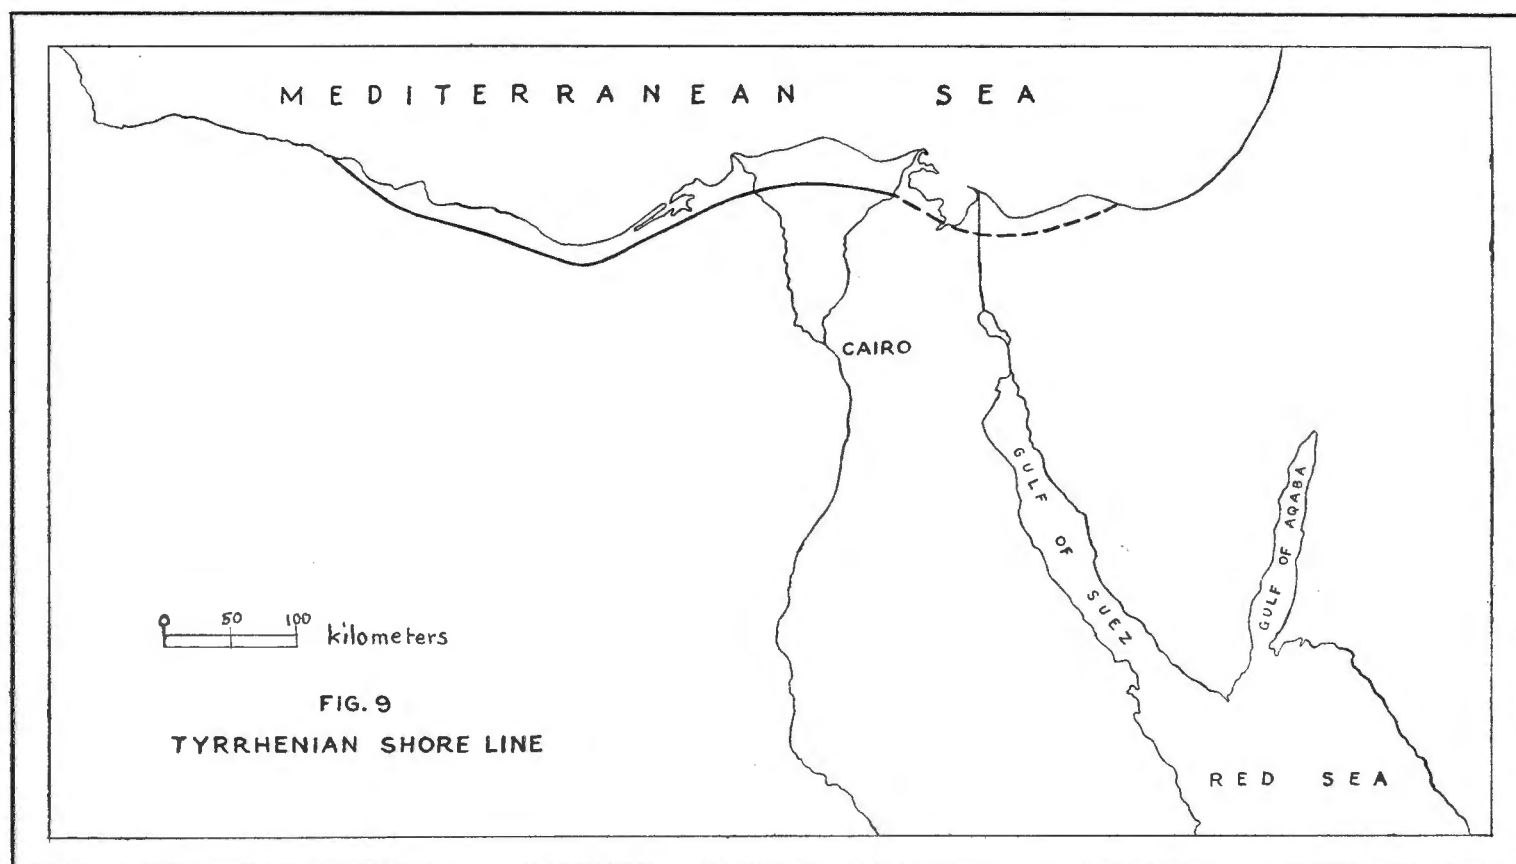 MEDITERRANEAN SEA
CAIRO
GULF OF SUEZ
GULF OF AQABA
0 50 100
kilometers
FIG. 9
TYRRHENIAN SHORE LINE
RED SEA